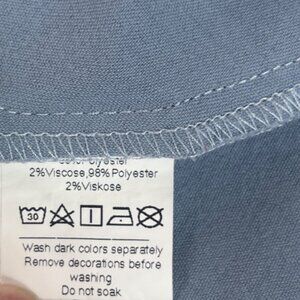 2%Viscose,98% Polyester
2%Viskose
30
Wash dark colors separately
Remove decorations before
washing
Do not soak